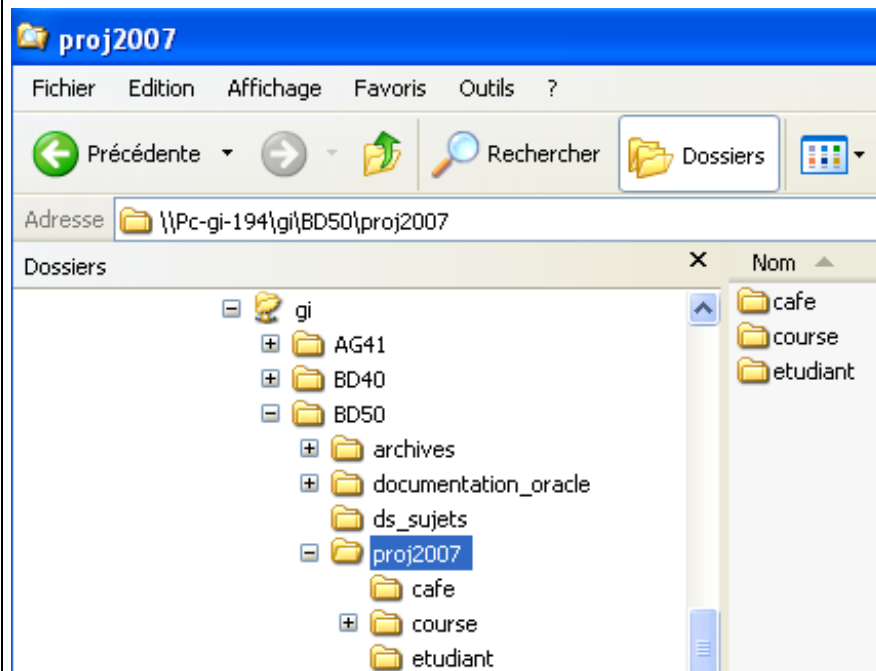 proj2007
Fichier Edition Affichage Favoris Outils ?
Précédente Rechercher Dossiers
Adresse \\Pc-gi-194\gi\BD50\proj2007
Dossiers
gi
AG41
BD40
BD50
archives
documentation_oracle
ds_sujets
proj2007
cafe
course
etudiant
Nom
cafe
course
etudiant